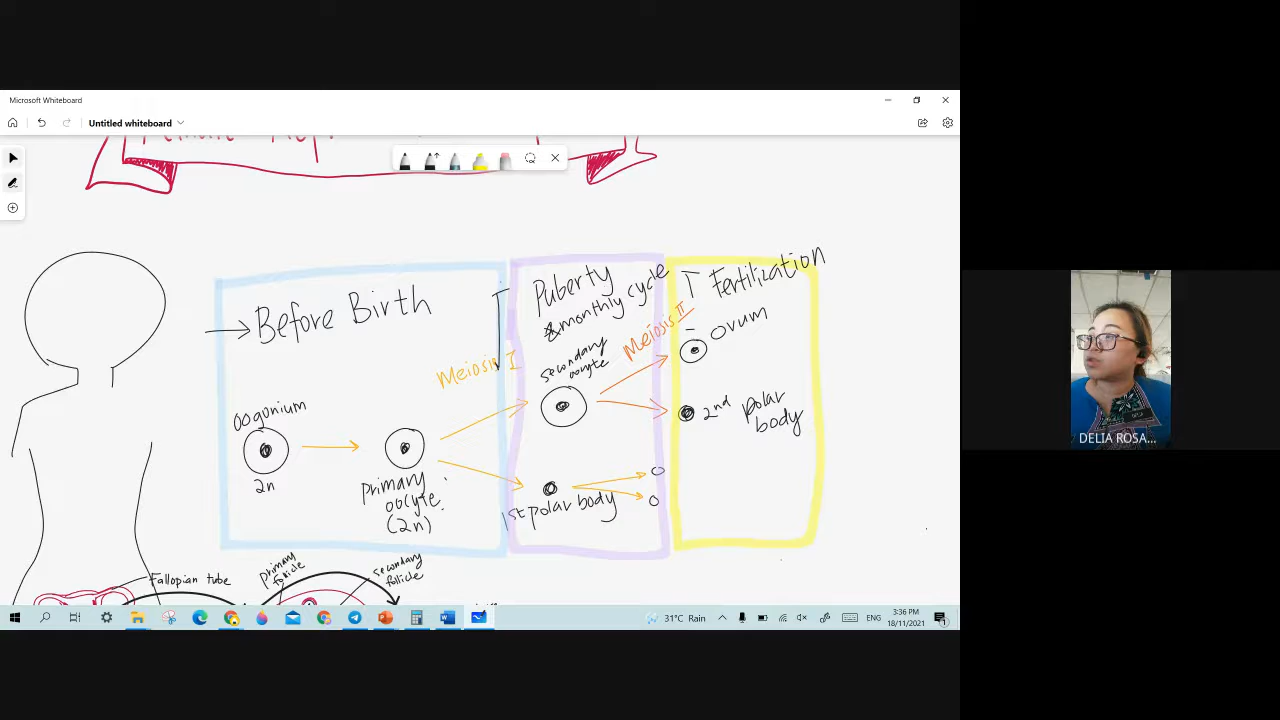 Microsoft Whiteboard
Untitled whiteboard
Before Birth
Puberty
monthly cycle
Fertilization
Meiosis I
secondary
oocyte
Meiosis II
ovum
oogonium
2n
primary
oocyte
(2n)
1st polar body
2nd polar
body
Fallopian tube
primary
follicle
secondary
follicle
DELIA ROSA...
31°C Rain
ENG
3:36 PM
18/11/2021